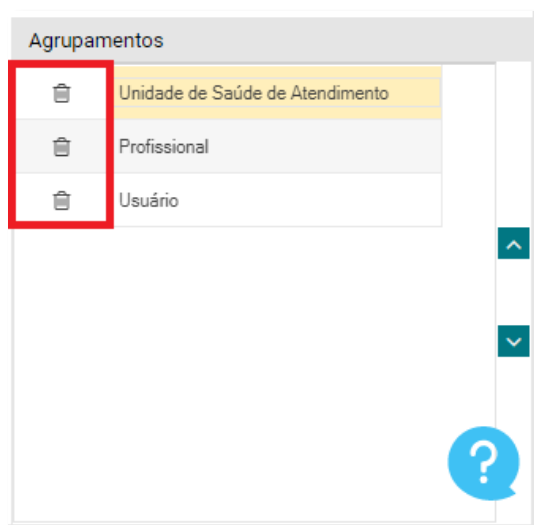 Agrupamentos
Unidade de Saúde de Atendimento
Profissional
Usuário
?